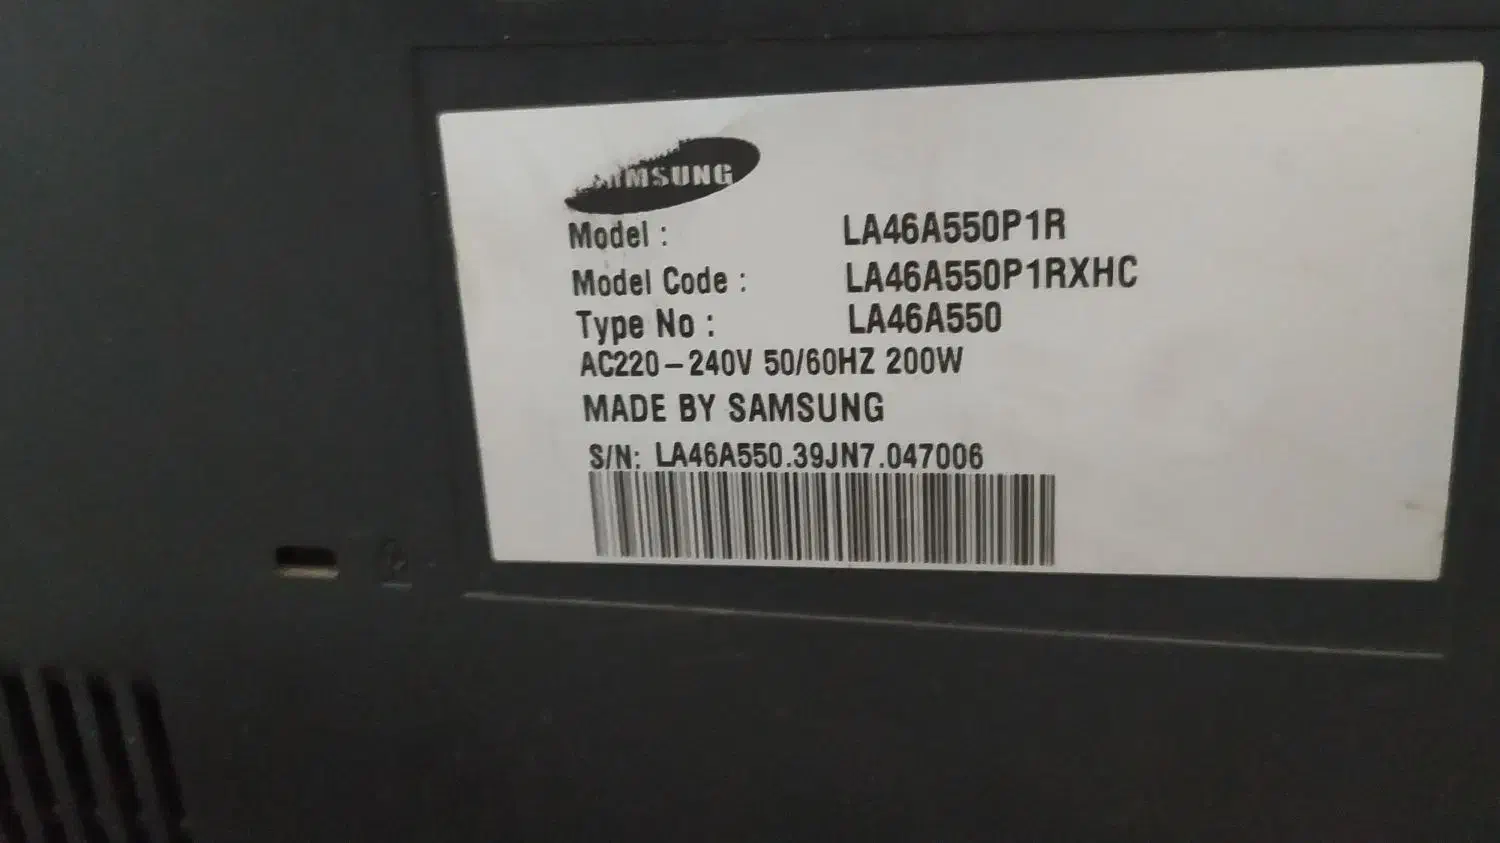 SAMSUNG
Model : LA46A550P1R
Model Code : LA46A550P1RXHC
Type No : LA46A550
AC220-240V 50/60HZ 200W
MADE BY SAMSUNG
S/N: LA46A550.39JN7.047006